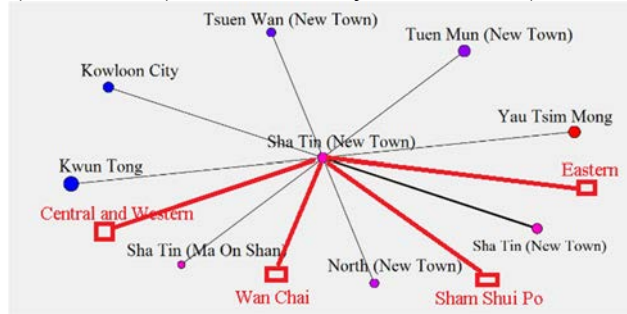 Tsuen Wan (New Town)
Tuen Mun (New Town)
Kowloon City
Yau Tsim Mong
Sha Tin (New Town)
Kwun Tong
Eastern
Central and Western
Sha Tin (Ma On Shan)
Sha Tin (New Town)
North (New Town)
Wan Chai
Sham Shui Po